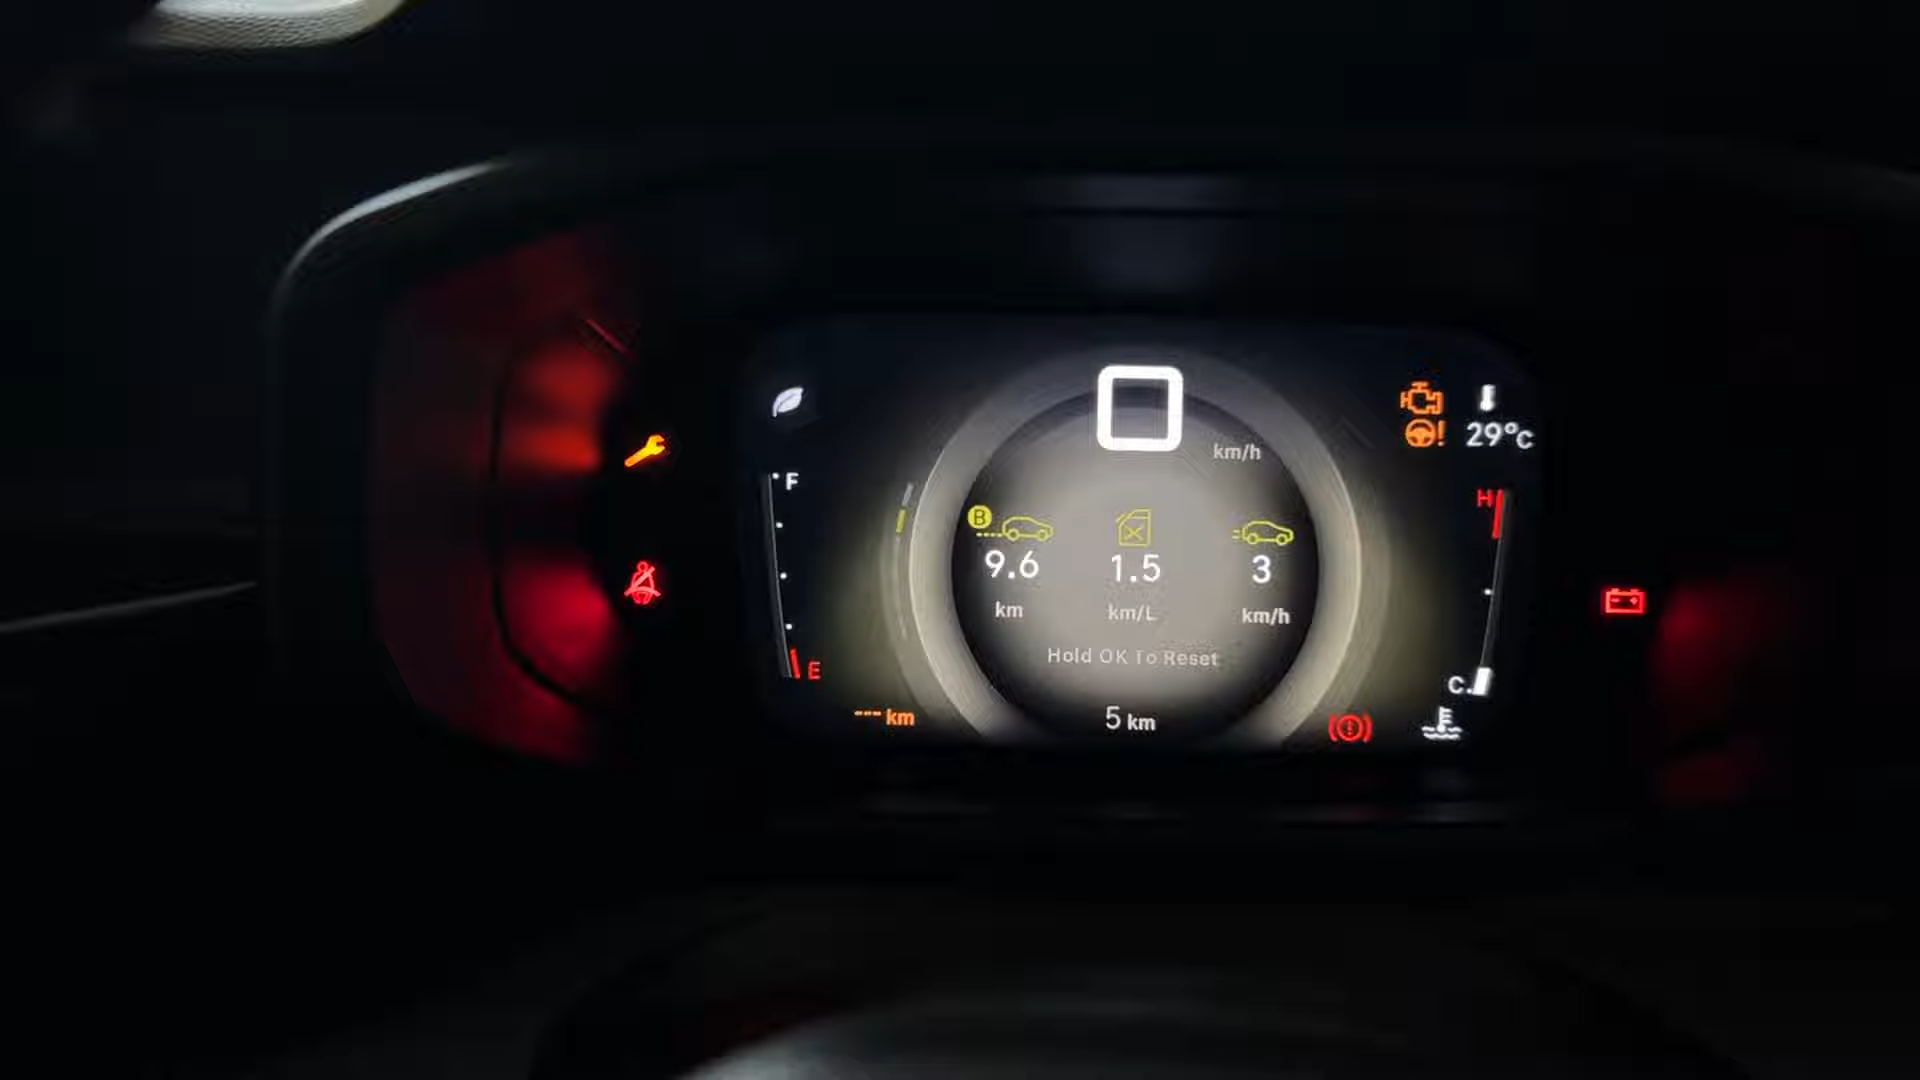 km/h
29°C
F
H
B
9.6 1.5 3
km km/L km/h
Hold OK To Reset
E
C
--- km
5 km